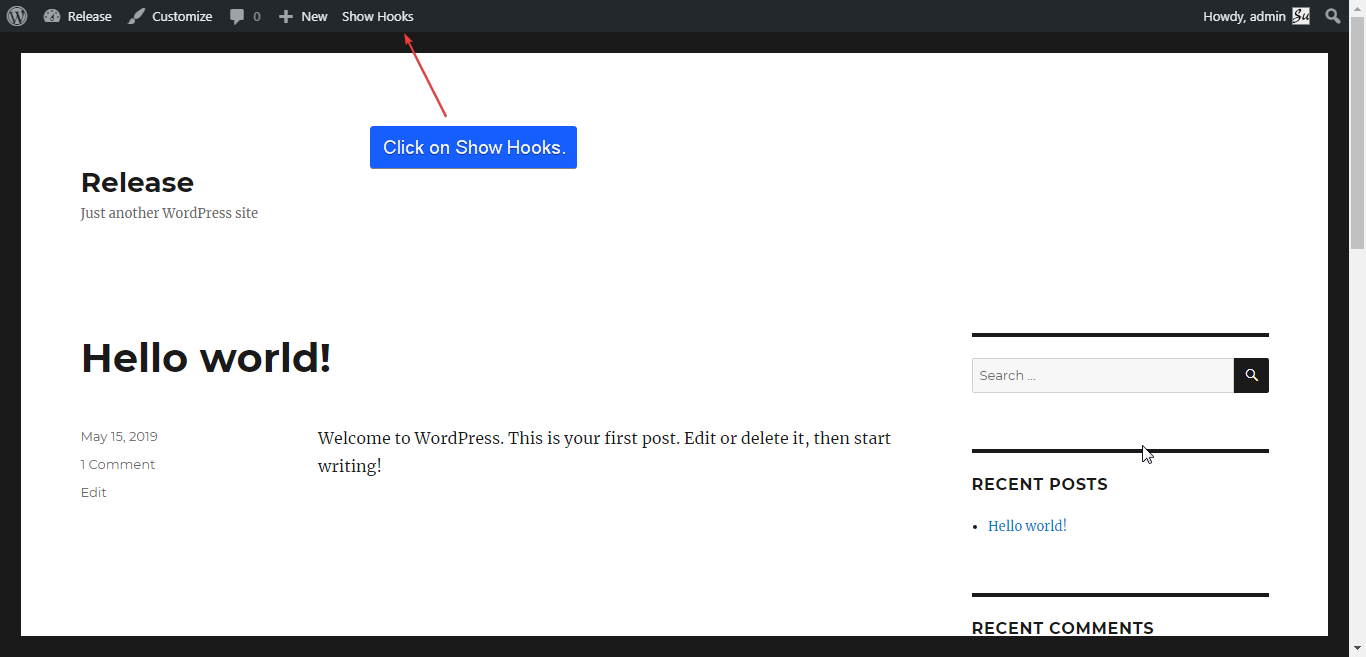 Release Customize 0 New Show Hooks Howdy, admin Su
Click on Show Hooks.
Release
Just another WordPress site
Hello world!
Search ...
May 15, 2019
Welcome to WordPress. This is your first post. Edit or delete it, then start
writing!
1 Comment
Edit
RECENT POSTS
Hello world!
RECENT COMMENTS